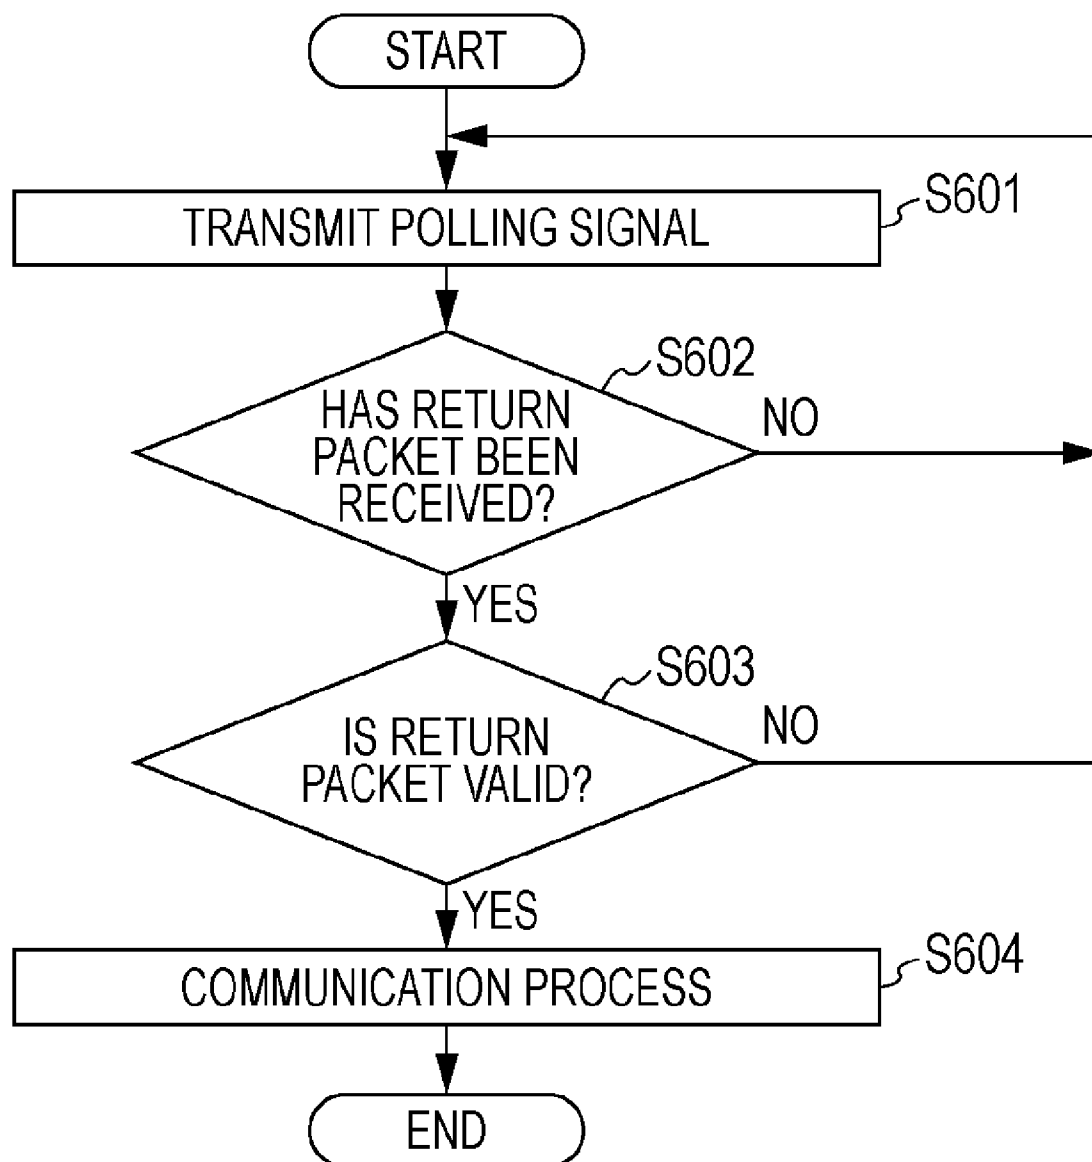 START
TRANSMIT POLLING SIGNAL
S601
S602
HAS RETURN
PACKET BEEN
RECEIVED?
NO
YES
S603
IS RETURN
PACKET VALID?
NO
YES
COMMUNICATION PROCESS
S604
END